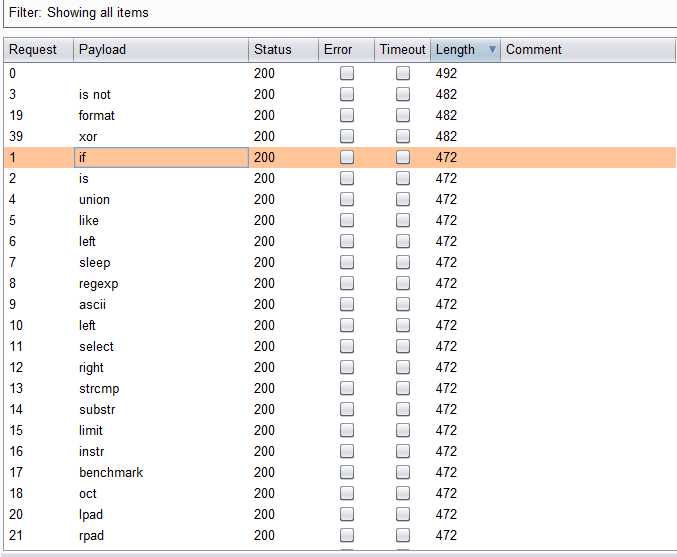 Filter: Showing all items
Request Payload Status Error Timeout Length Comment
0 200 492
3 is not 200 482
19 format 200 482
39 xor 200 482
1 if 200 472
2 is 200 472
4 union 200 472
5 like 200 472
6 left 200 472
7 sleep 200 472
8 regexp 200 472
9 ascii 200 472
10 left 200 472
11 select 200 472
12 right 200 472
13 strcmp 200 472
14 substr 200 472
15 limit 200 472
16 instr 200 472
17 benchmark 200 472
18 oct 200 472
20 lpad 200 472
21 rpad 200 472